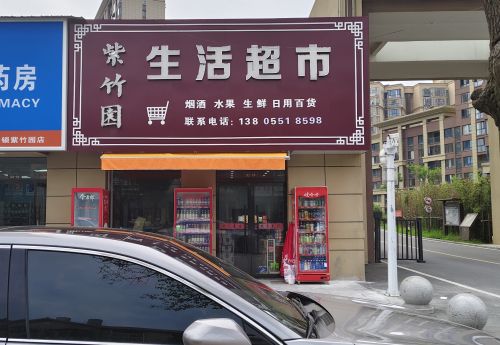 紫竹园
生活超市
烟酒 水果 生鲜 日用百货
联系电话: 138 0551 8598
药房
MACY
紫竹园店